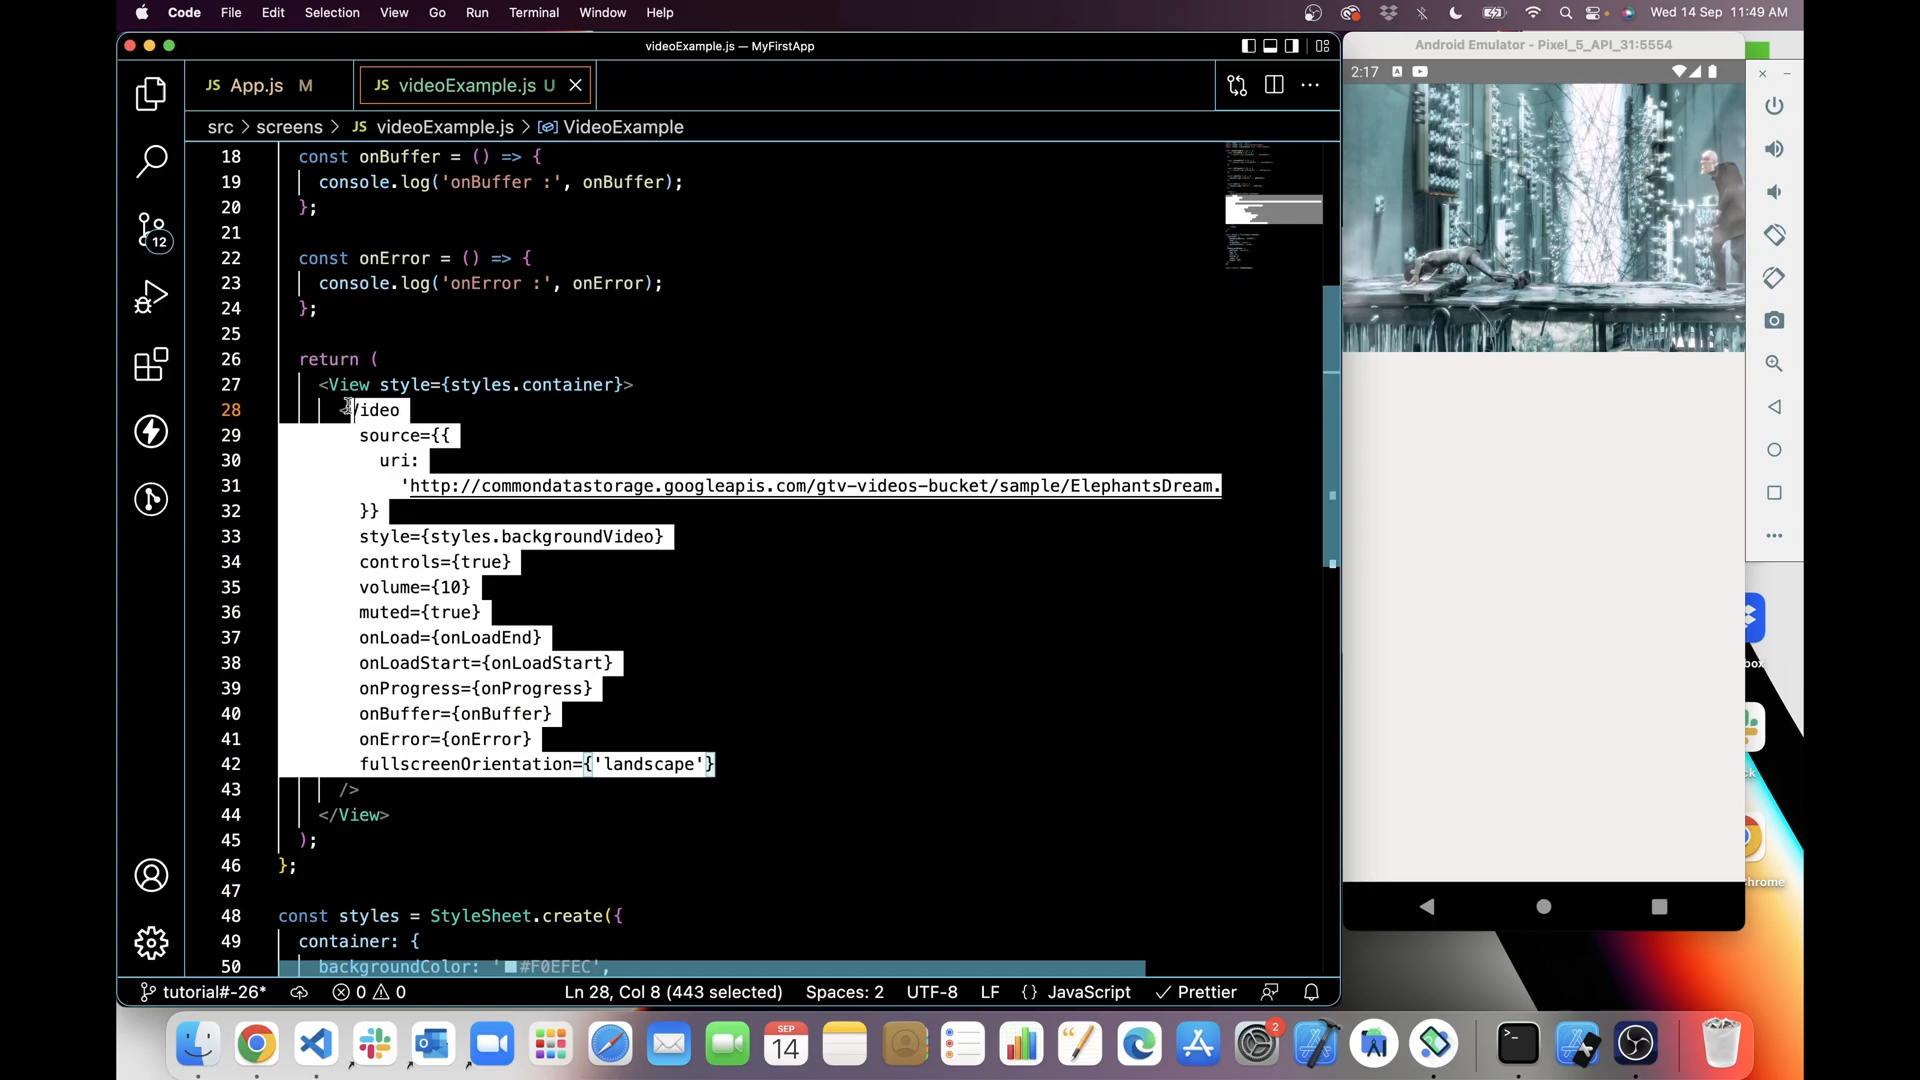 Code File Edit Selection View Go Run Terminal Window Help
Wed 14 Sep 11:49 AM
videoExample.js — MyFirstApp
Android Emulator - Pixel_5_API_31:5554
JS App.js M
JS videoExample.js U
2:17
src > screens > JS videoExample.js > VideoExample
18 const onBuffer = () => {
19 console.log('onBuffer :', onBuffer);
20 };
21
22 const onError = () => {
23 console.log('onError :', onError);
24 };
25
26 return (
27 <View style={styles.container}>
28 <Video
29 source={{
30 uri:
31 'http://commondatastorage.googleapis.com/gtv-videos-bucket/sample/ElephantsDream.
32 }}
33 style={styles.backgroundVideo}
34 controls={true}
35 volume={10}
36 muted={true}
37 onLoad={onLoadEnd}
38 onLoadStart={onLoadStart}
39 onProgress={onProgress}
40 onBuffer={onBuffer}
41 onError={onError}
42 fullscreenOrientation={'landscape'}
43 />
44 </View>
45 );
46 };
47
48 const styles = StyleSheet.create({
49 container: {
50 backgroundColor: '#F0EFEC',
12
box
ck
hrome
tutorial#-26* 0 0 Ln 28, Col 8 (443 selected) Spaces: 2 UTF-8 LF {} JavaScript Prettier
SEP
14
2